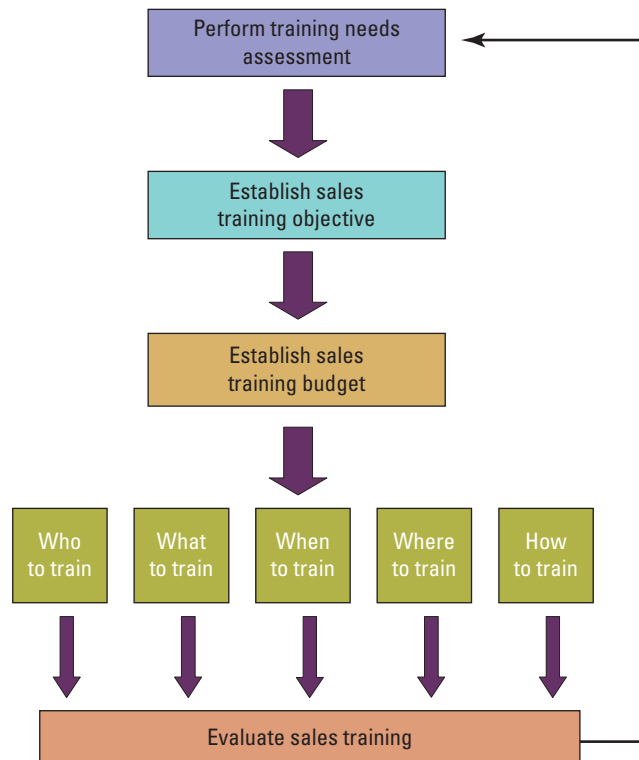 Perform training needs
assessment
Establish sales
training objective
Establish sales
training budget
Who
to train
What
to train
When
to train
Where
to train
How
to train
Evaluate sales training